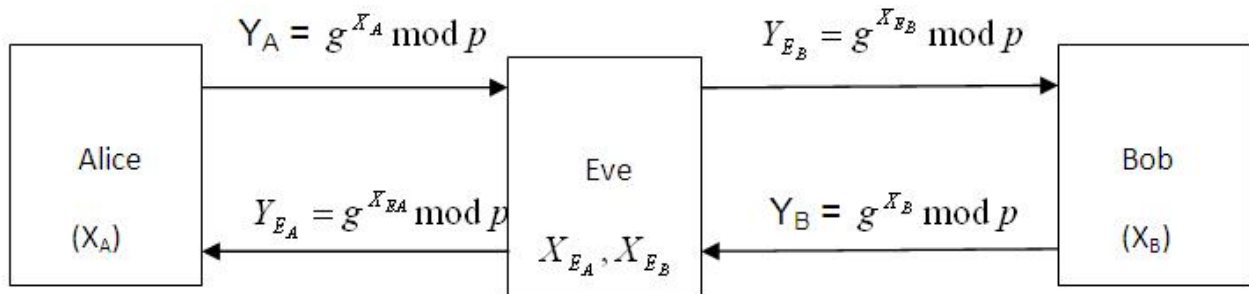 Y_A = g^{X_A} mod p
Y_{E_B} = g^{X_{E_B}} mod p
Alice
(X_A)
Y_{E_A} = g^{X_{EA}} mod p
Eve
X_{E_A}, X_{E_B}
Y_B = g^{X_B} mod p
Bob
(X_B)